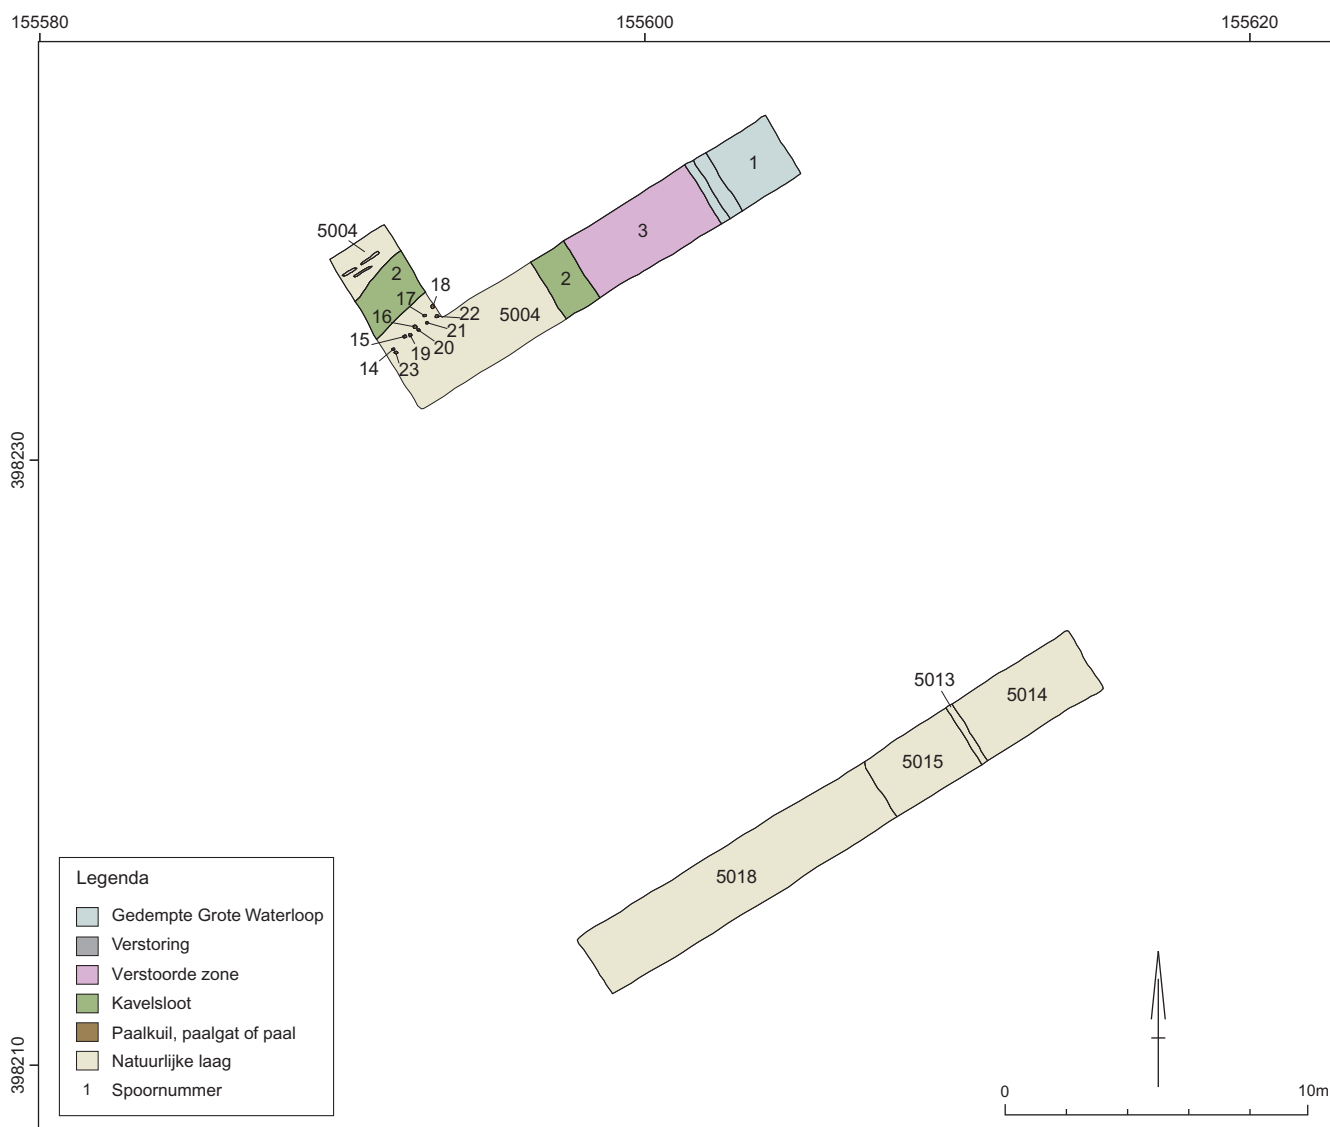 155580
155600
155620
1
3
5004
2
2
18
17
22
5004
16
21
15
20
19
14
23
398230
5013
5014
5015
5018
Legenda
Gedempte Grote Waterloop
Verstoring
Verstoorde zone
Kavelsloot
Paalkuil, paalgat of paal
Natuurlijke laag
1 Spoornummer
398210
0
10m